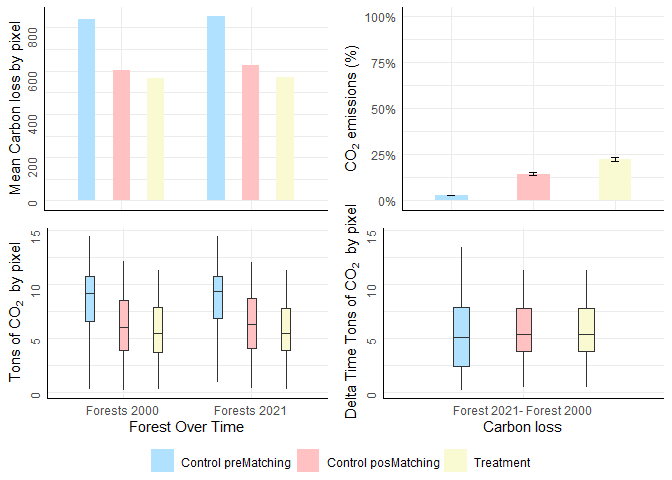 Mean Carbon loss by pixel
800
600
400
200
0
CO2 emissions (%)
100%
75%
50%
25%
0%
Tons of CO2 by pixel
15
10
5
0
Forests 2000
Forests 2021
Forest Over Time
Delta Time Tons of CO2 by pixel
15
10
5
0
Forest 2021- Forest 2000
Carbon loss
Control preMatching
Control posMatching
Treatment